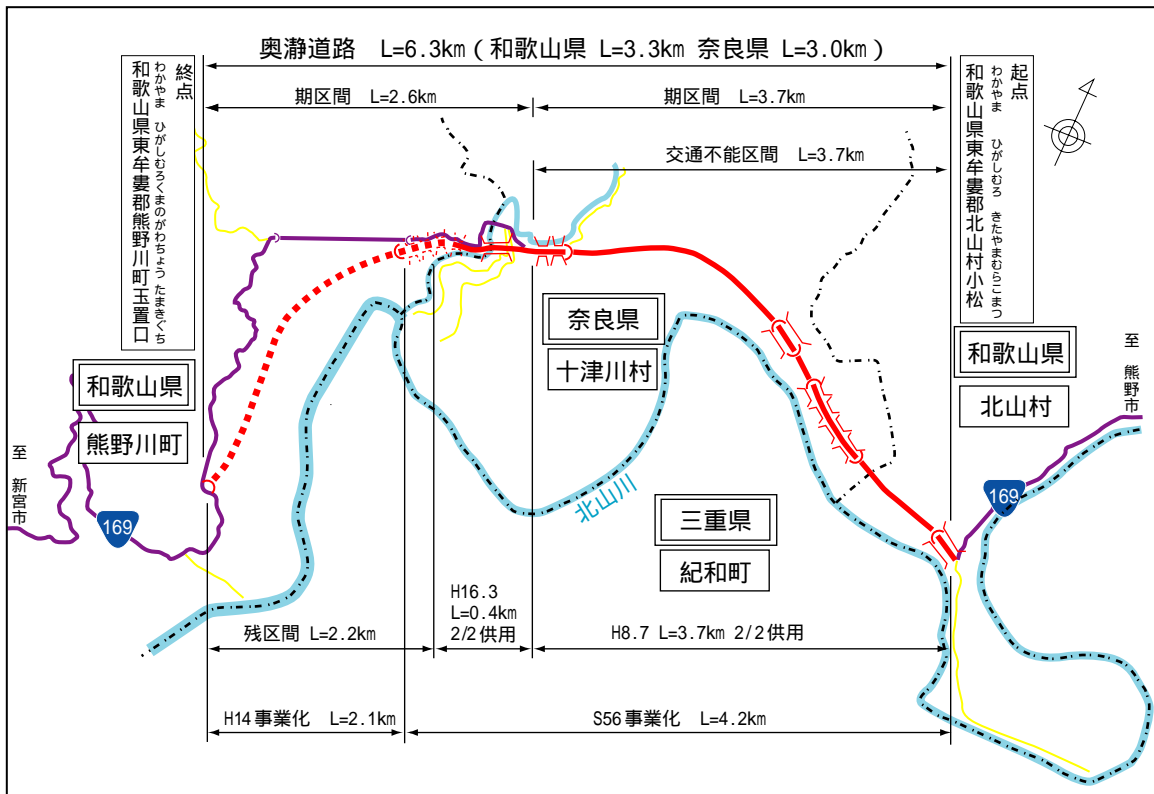 奥瀞道路 L=6.3km(和歌山県 L=3.3km 奈良県 L=3.0km)
終点
わかやま ひがしむろくまのがわちょう たまきぐち
和歌山県東牟婁郡熊野川町玉置口
期区間 L=2.6km
期区間 L=3.7km
交通不能区間 L=3.7km
起点
わかやま ひがしむろ きたやまむらこまつ
和歌山県東牟婁郡北山村小松
和歌山県
熊野川町
至 新宮市
169
奈良県
十津川村
和歌山県
北山村
至 熊野市
169
北山川
三重県
紀和町
残区間 L=2.2km
H16.3
L=0.4km
2/2供用
H8.7 L=3.7km 2/2供用
H14事業化 L=2.1km
S56事業化 L=4.2km